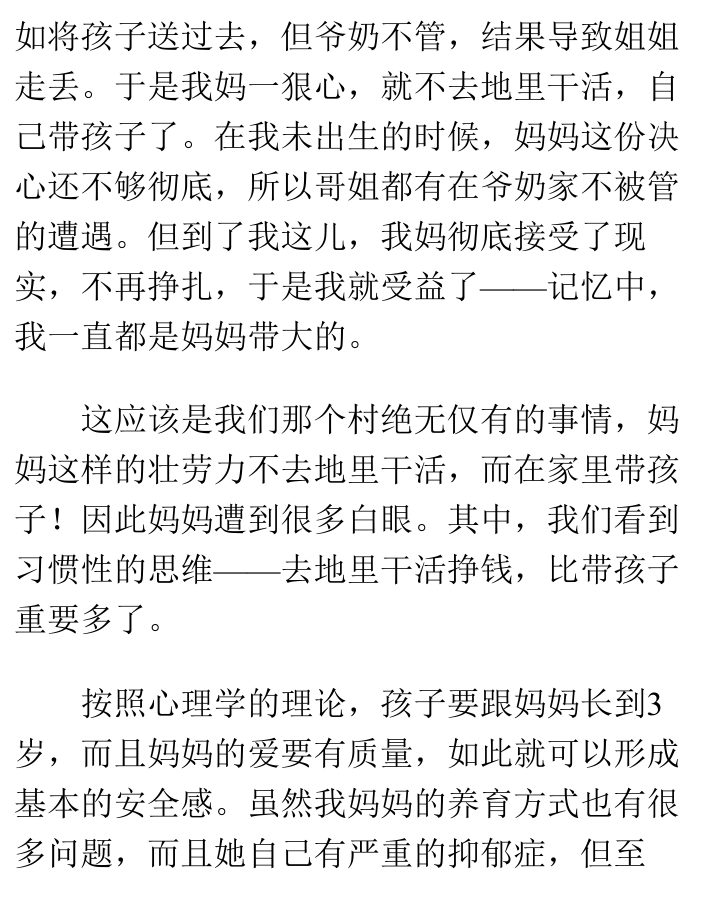 如将孩子送过去，但爷奶不管，结果导致姐姐
走丢。于是我妈一狠心，就不去地里干活，自
己带孩子了。在我未出生的时候，妈妈这份决
心还不够彻底，所以哥姐都有在爷奶家不被管
的遭遇。但到了我这儿，我妈彻底接受了现
实，不再挣扎，于是我就受益了——记忆中，
我一直都是妈妈带大的。
这应该是我们那个村绝无仅有的事情，妈
妈这样的壮劳力不去地里干活，而在家里带孩
子！因此妈妈遭到很多白眼。其中，我们看到
习惯性的思维——去地里干活挣钱，比带孩子
重要多了。
按照心理学的理论，孩子要跟妈妈长到3
岁，而且妈妈的爱要有质量，如此就可以形成
基本的安全感。虽然我妈妈的养育方式也有很
多问题，而且她自己有严重的抑郁症，但至